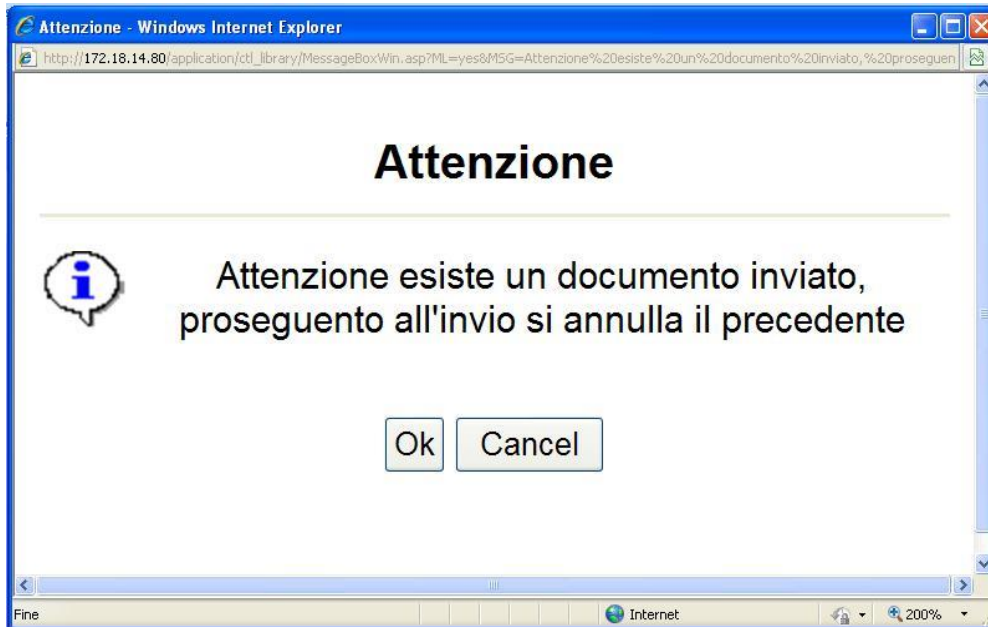 Attenzione - Windows Internet Explorer
http://172.18.14.80/application/ctl_library/MessageBoxWin.asp?ML=yes&MSG=Attenzione%20esiste%20un%20documento%20inviato,%20proseguen
Attenzione
Attenzione esiste un documento inviato,
proseguento all'invio si annulla il precedente
Ok Cancel
Fine Internet 200%